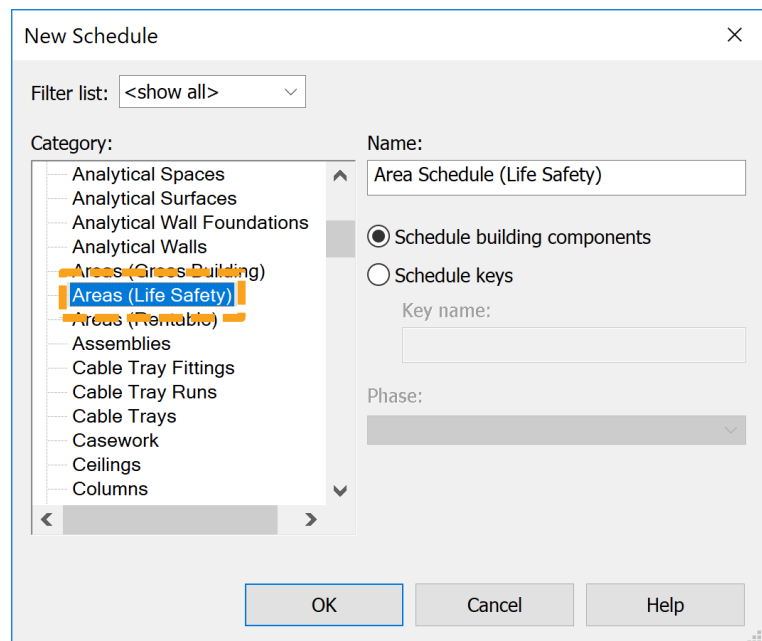 New Schedule
Filter list: <show all>
Category:
Analytical Spaces
Analytical Surfaces
Analytical Wall Foundations
Analytical Walls
Areas (Gross Building)
Areas (Life Safety)
Areas (Rentable)
Assemblies
Cable Tray Fittings
Cable Tray Runs
Cable Trays
Casework
Ceilings
Columns
Name:
Area Schedule (Life Safety)
Schedule building components
Schedule keys
Key name:
Phase:
OK Cancel Help